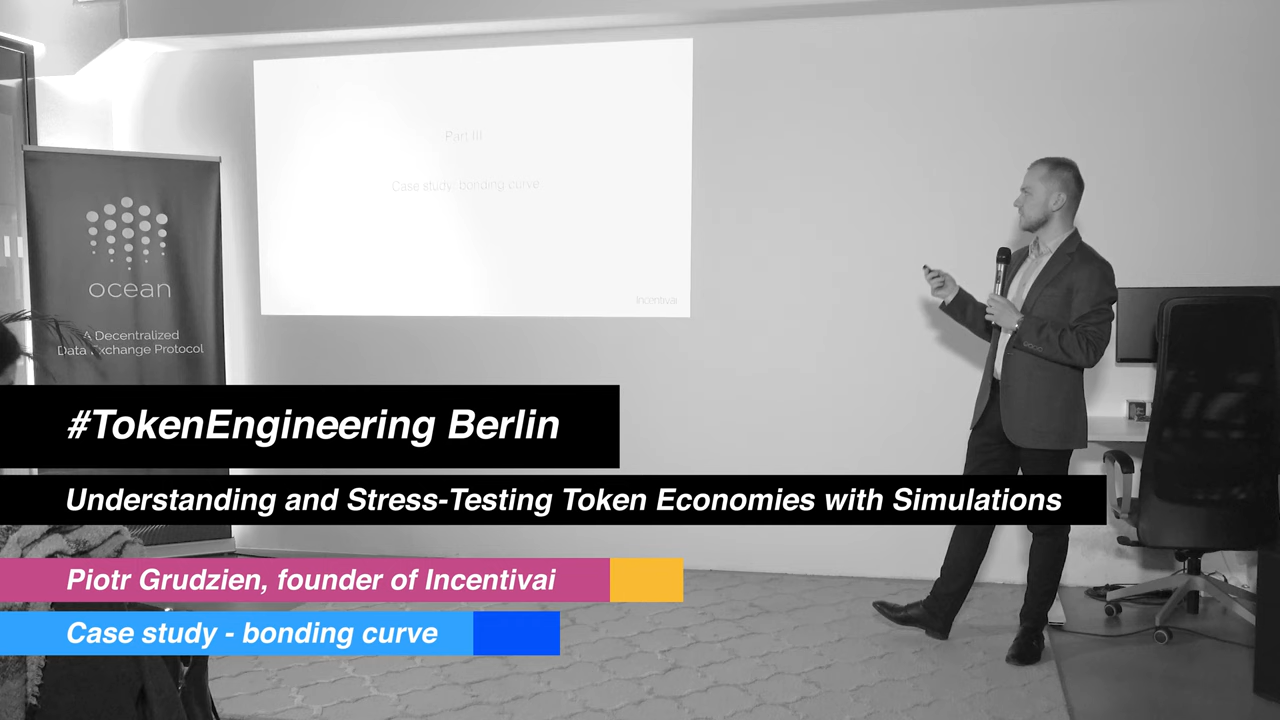 Part III
Case study: bonding curve
Incentivai
ocean
A Decentralized
Data Exchange Protocol
#TokenEngineering Berlin
Understanding and Stress-Testing Token Economies with Simulations
Piotr Grudzien, founder of Incentivai
Case study - bonding curve